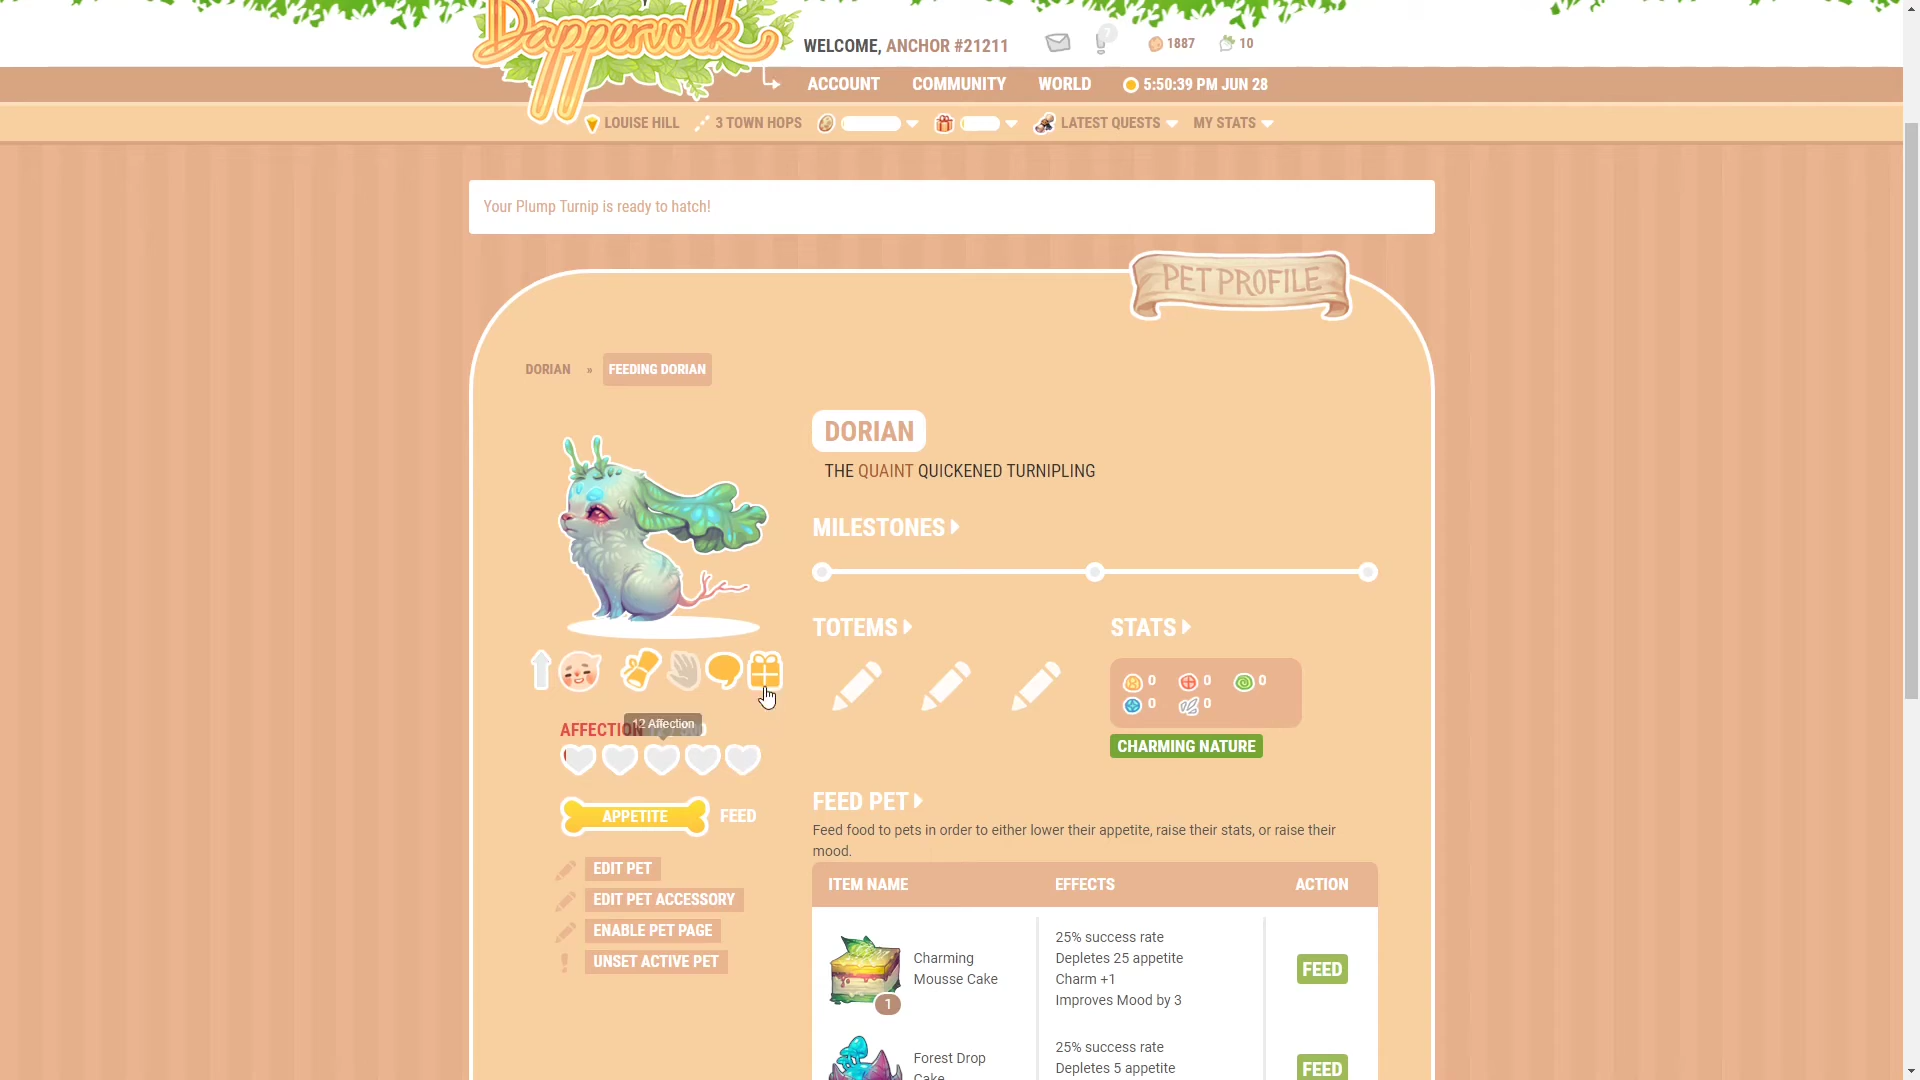 Dappervolk
WELCOME, ANCHOR #21211
7
1887
10
ACCOUNT
COMMUNITY
WORLD
5:50:39 PM JUN 28
LOUISE HILL
3 TOWN HOPS
LATEST QUESTS
MY STATS
Your Plump Turnip is ready to hatch!
PET PROFILE
DORIAN
»
FEEDING DORIAN
DORIAN
THE QUAINT QUICKENED TURNIPLING
MILESTONES
TOTEMS
STATS
0
0
0
0
0
CHARMING NATURE
12 Affection
AFFECTION
APPETITE
FEED
EDIT PET
EDIT PET ACCESSORY
ENABLE PET PAGE
UNSET ACTIVE PET
FEED PET
Feed food to pets in order to either lower their appetite, raise their stats, or raise their
mood.
ITEM NAME
EFFECTS
ACTION
Charming
Mousse Cake
1
25% success rate
Depletes 25 appetite
Charm +1
Improves Mood by 3
FEED
Forest Drop
Cake
25% success rate
Depletes 5 appetite
FEED